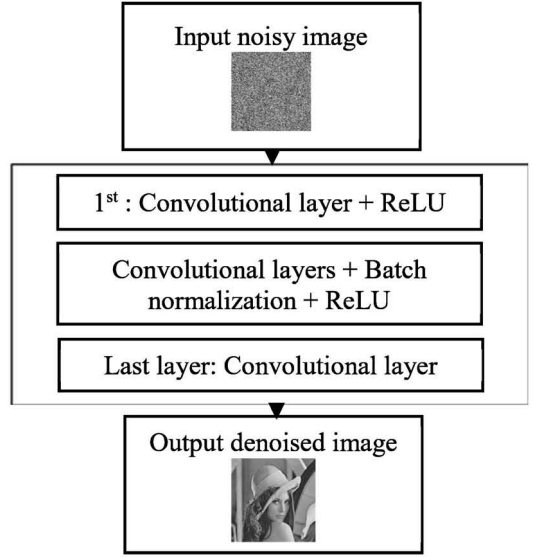 Input noisy image
1st : Convolutional layer + ReLU
Convolutional layers + Batch
normalization + ReLU
Last layer: Convolutional layer
Output denoised image